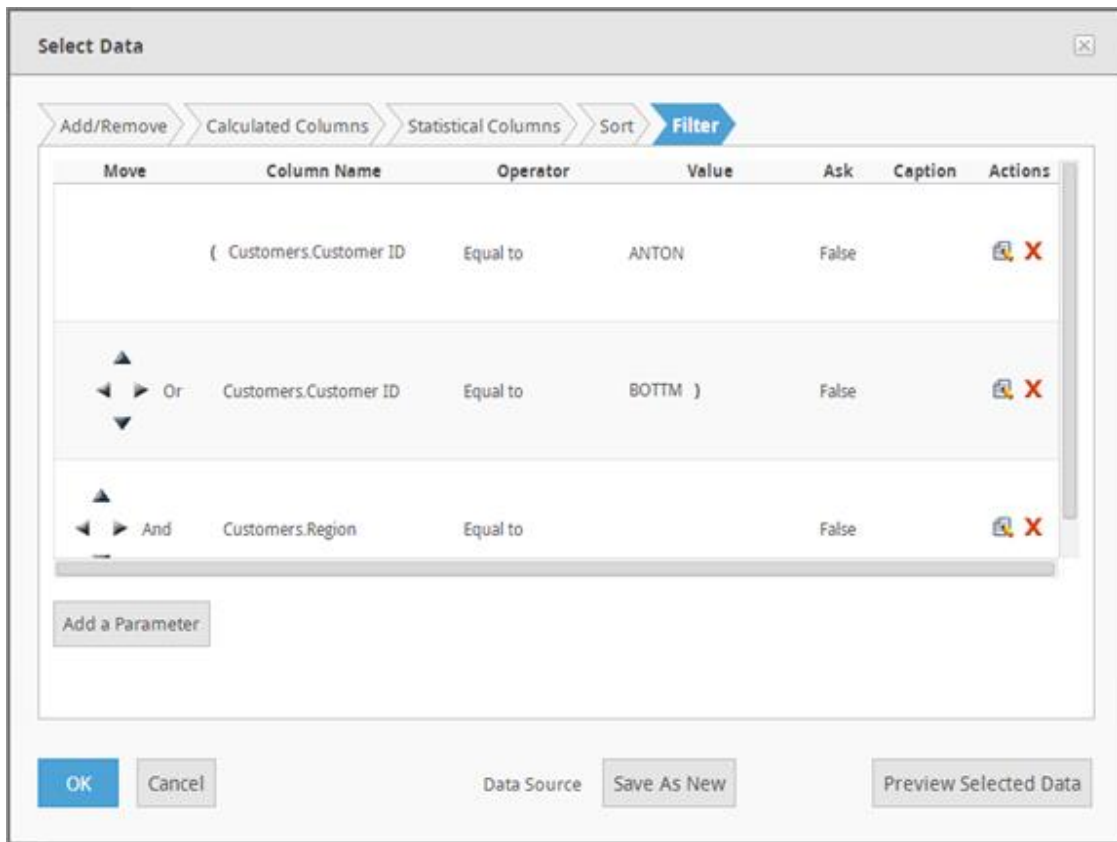 Select Data
Add/Remove Calculated Columns Statistical Columns Sort Filter
Move Column Name Operator Value Ask Caption Actions
( Customers.Customer ID Equal to ANTON False
Or Customers.Customer ID Equal to BOTTM ) False
And Customers.Region Equal to False
Add a Parameter
OK Cancel Data Source Save As New Preview Selected Data